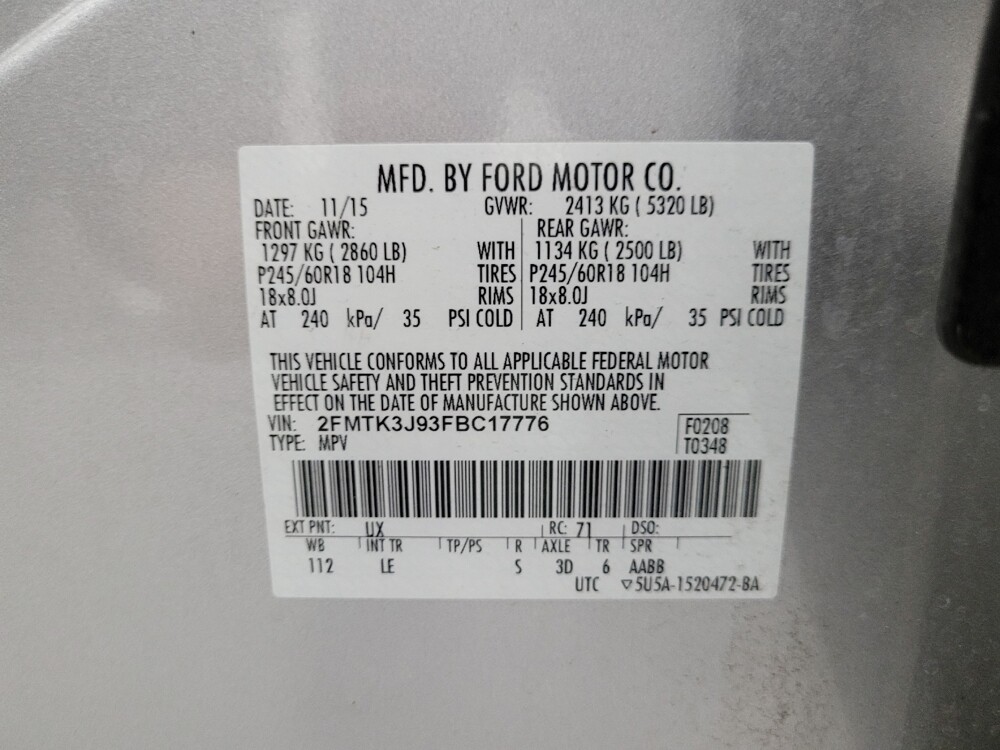 MFD. BY FORD MOTOR CO.
DATE: 11/15 GVWR: 2413 KG ( 5320 LB)
FRONT GAWR: REAR GAWR:
1297 KG ( 2860 LB) WITH 1134 KG ( 2500 LB) WITH
P245/60R18 104H TIRES P245/60R18 104H TIRES
18x8.0J RIMS 18x8.0J RIMS
AT 240 kPa/ 35 PSI COLD AT 240 kPa/ 35 PSI COLD
THIS VEHICLE CONFORMS TO ALL APPLICABLE FEDERAL MOTOR
VEHICLE SAFETY AND THEFT PREVENTION STANDARDS IN
EFFECT ON THE DATE OF MANUFACTURE SHOWN ABOVE.
VIN: 2FMTK3J93FBC17776 F0208
TYPE: MPV T0348
EXT PNT: UX RC: 71 DSO:
WB INT TR TP/PS R AXLE TR SPR
112 LE S 3D 6 AABB
UTC ▽5U5A-1520472-BA